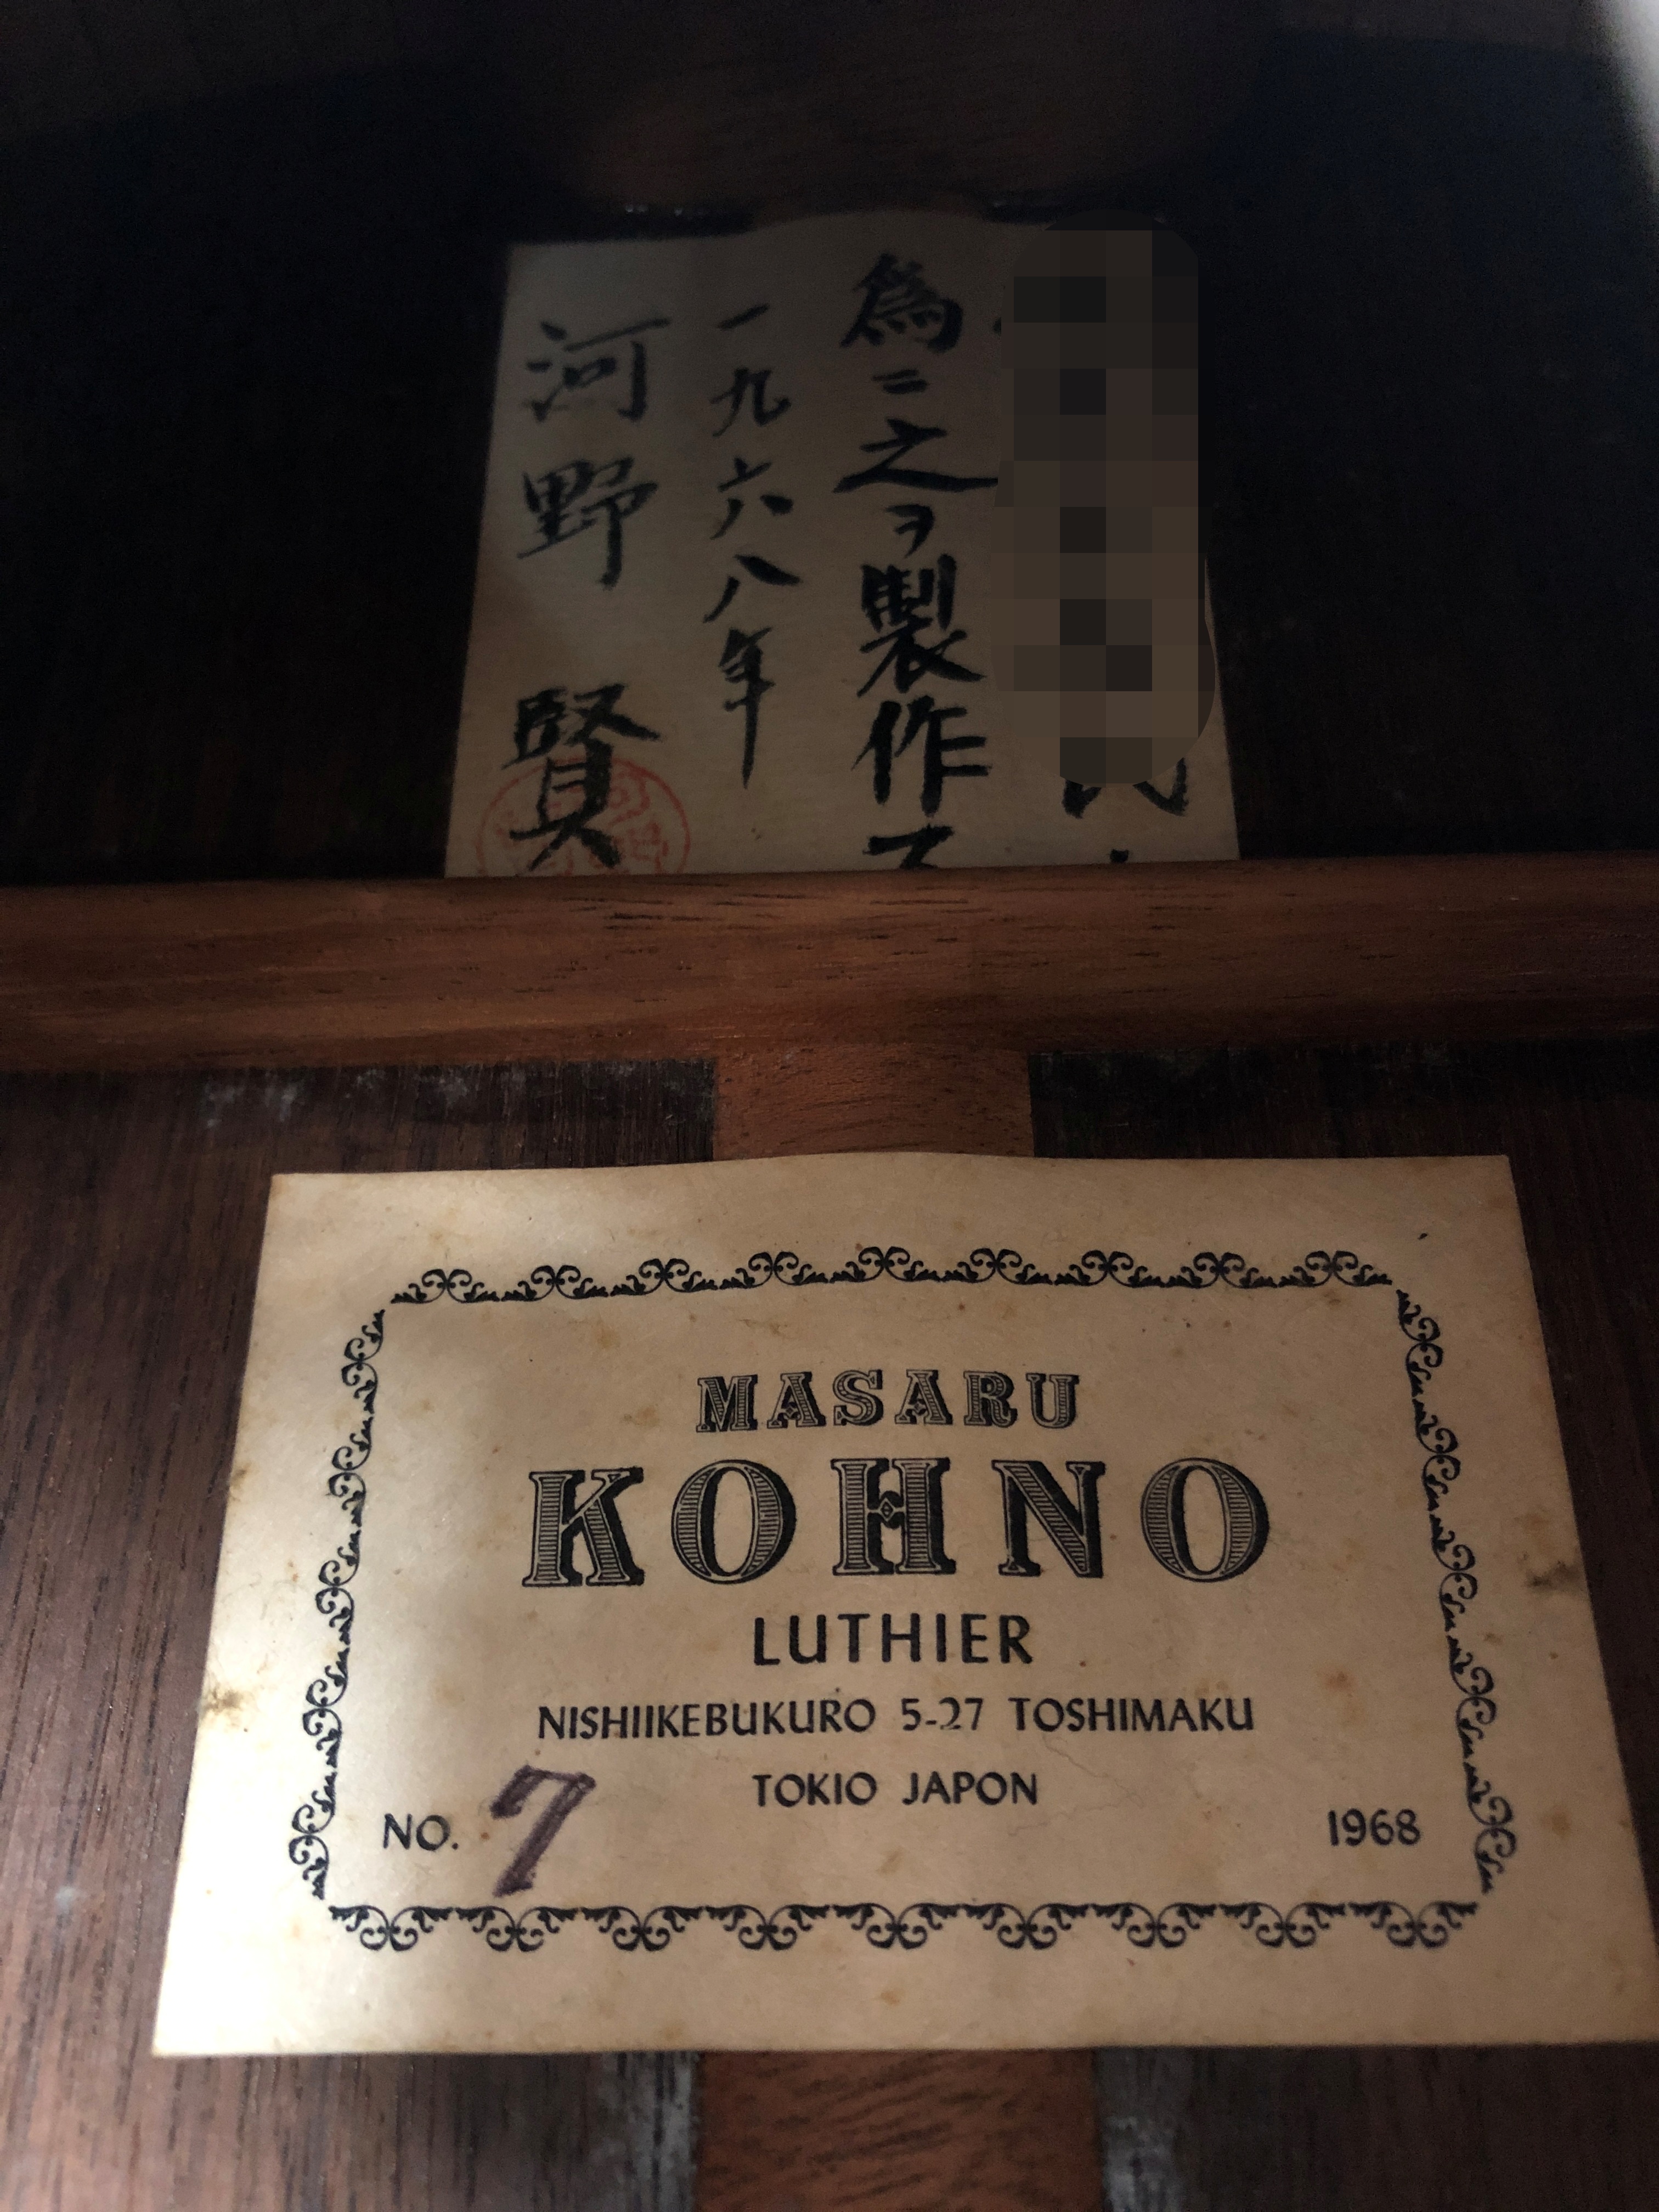 為ニ之ヲ製作ス
一九六八年
河野 賢
MASARU
KOHNO
LUTHIER
NISHIIKEBUKURO 5-27 TOSHIMAKU
TOKIO JAPON
NO. 7 1968